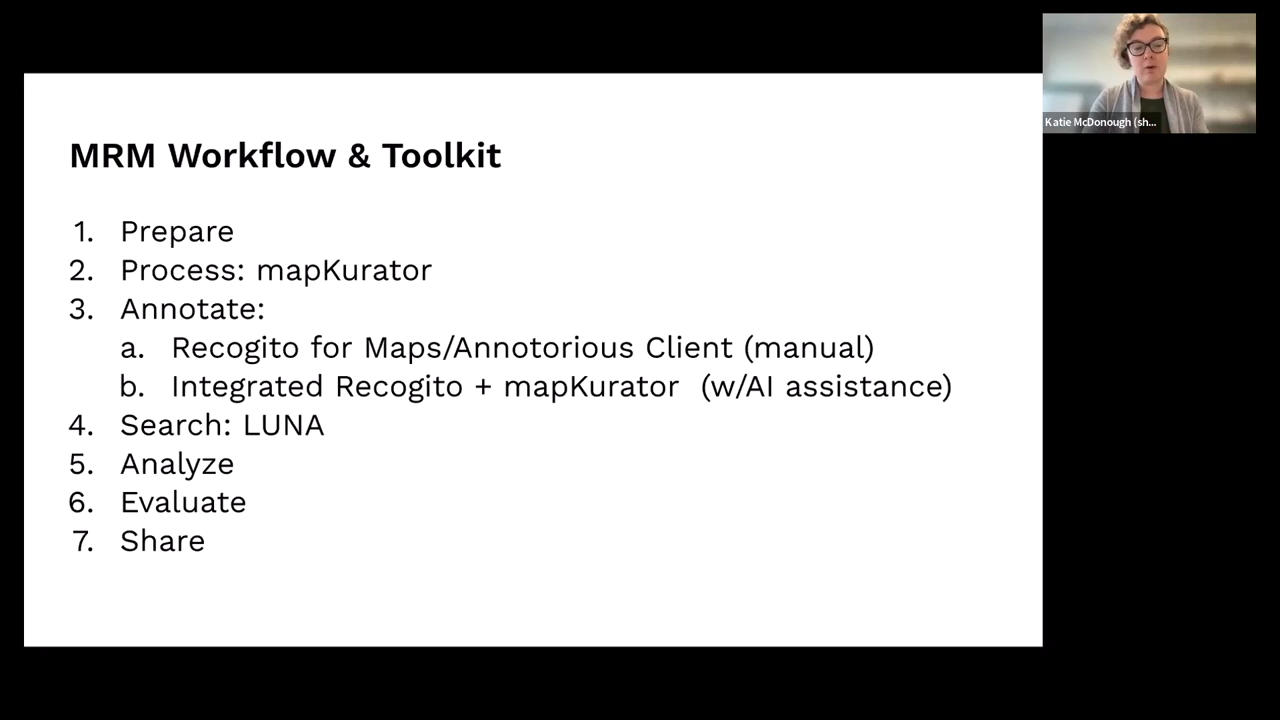 MRM Workflow & Toolkit
1. Prepare
2. Process: mapKurator
3. Annotate:
a. Recogito for Maps/Annotorious Client (manual)
b. Integrated Recogito + mapKurator (w/AI assistance)
4. Search: LUNA
5. Analyze
6. Evaluate
7. Share
Katie McDonough (sh...